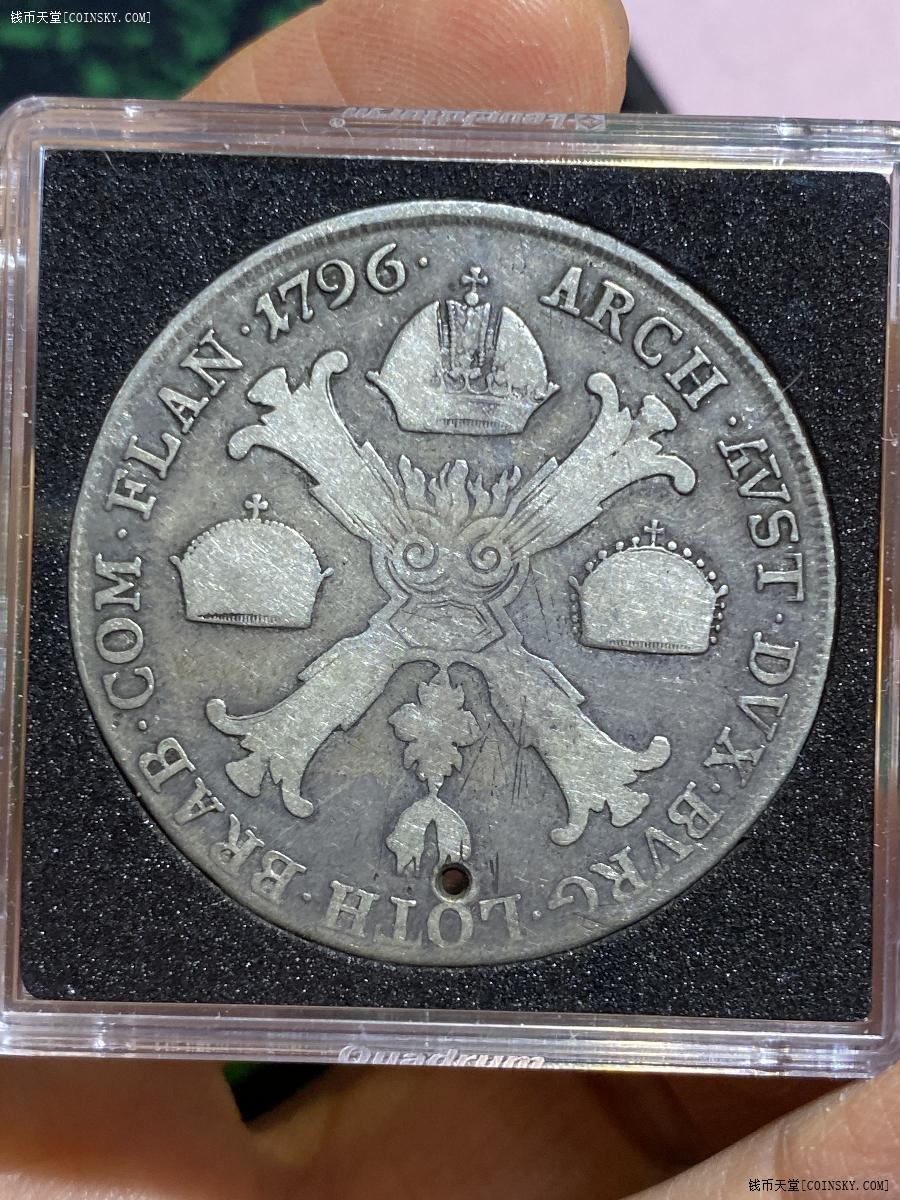 钱币天堂[COINSKY.COM]
Leuchtturm
ARCH · AVST · DVX · BVRG · LOTH · BRAB · COM · FLAN · 1796 ·
Quadrum
钱币天堂[COINSKY.COM]